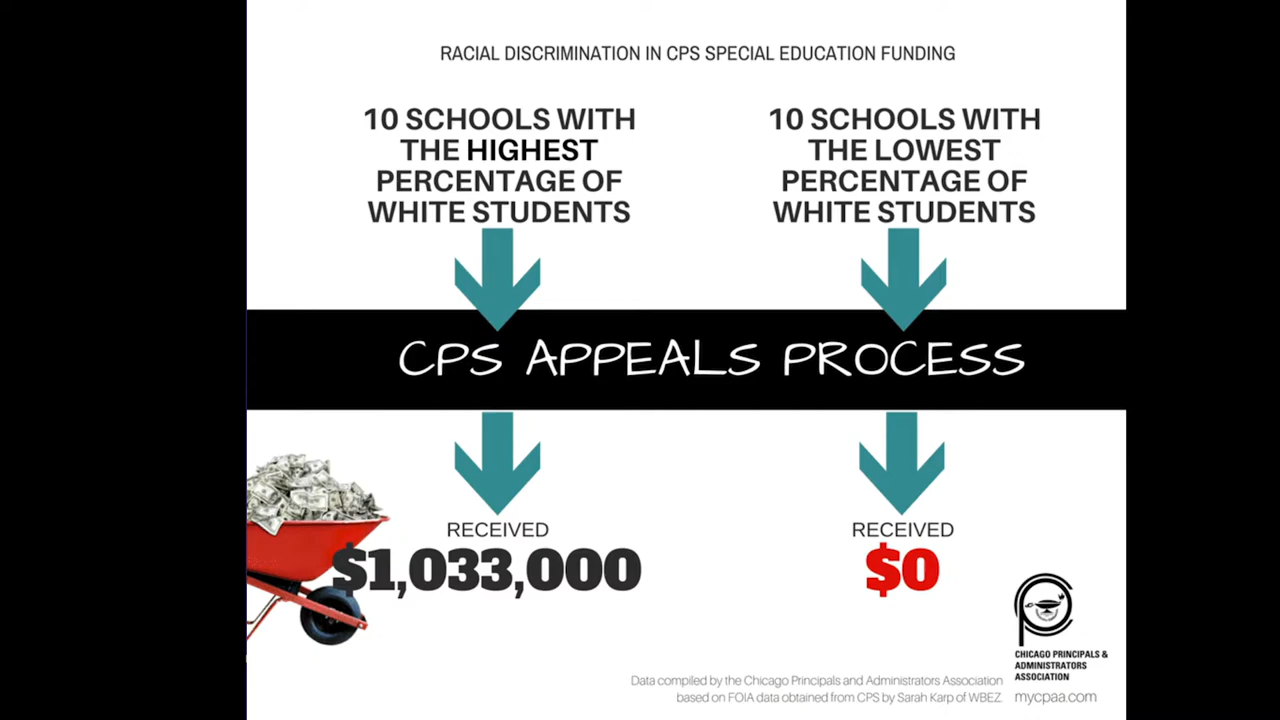 RACIAL DISCRIMINATION IN CPS SPECIAL EDUCATION FUNDING
10 SCHOOLS WITH
THE HIGHEST
PERCENTAGE OF
WHITE STUDENTS
10 SCHOOLS WITH
THE LOWEST
PERCENTAGE OF
WHITE STUDENTS
CPS APPEALS PROCESS
RECEIVED
$1,033,000
RECEIVED
$0
CHICAGO PRINCIPALS &
ADMINISTRATORS
ASSOCIATION
Data compiled by the Chicago Principals and Administrators Association
based on FOIA data obtained from CPS by Sarah Karp of WBEZ.
mycpaa.com